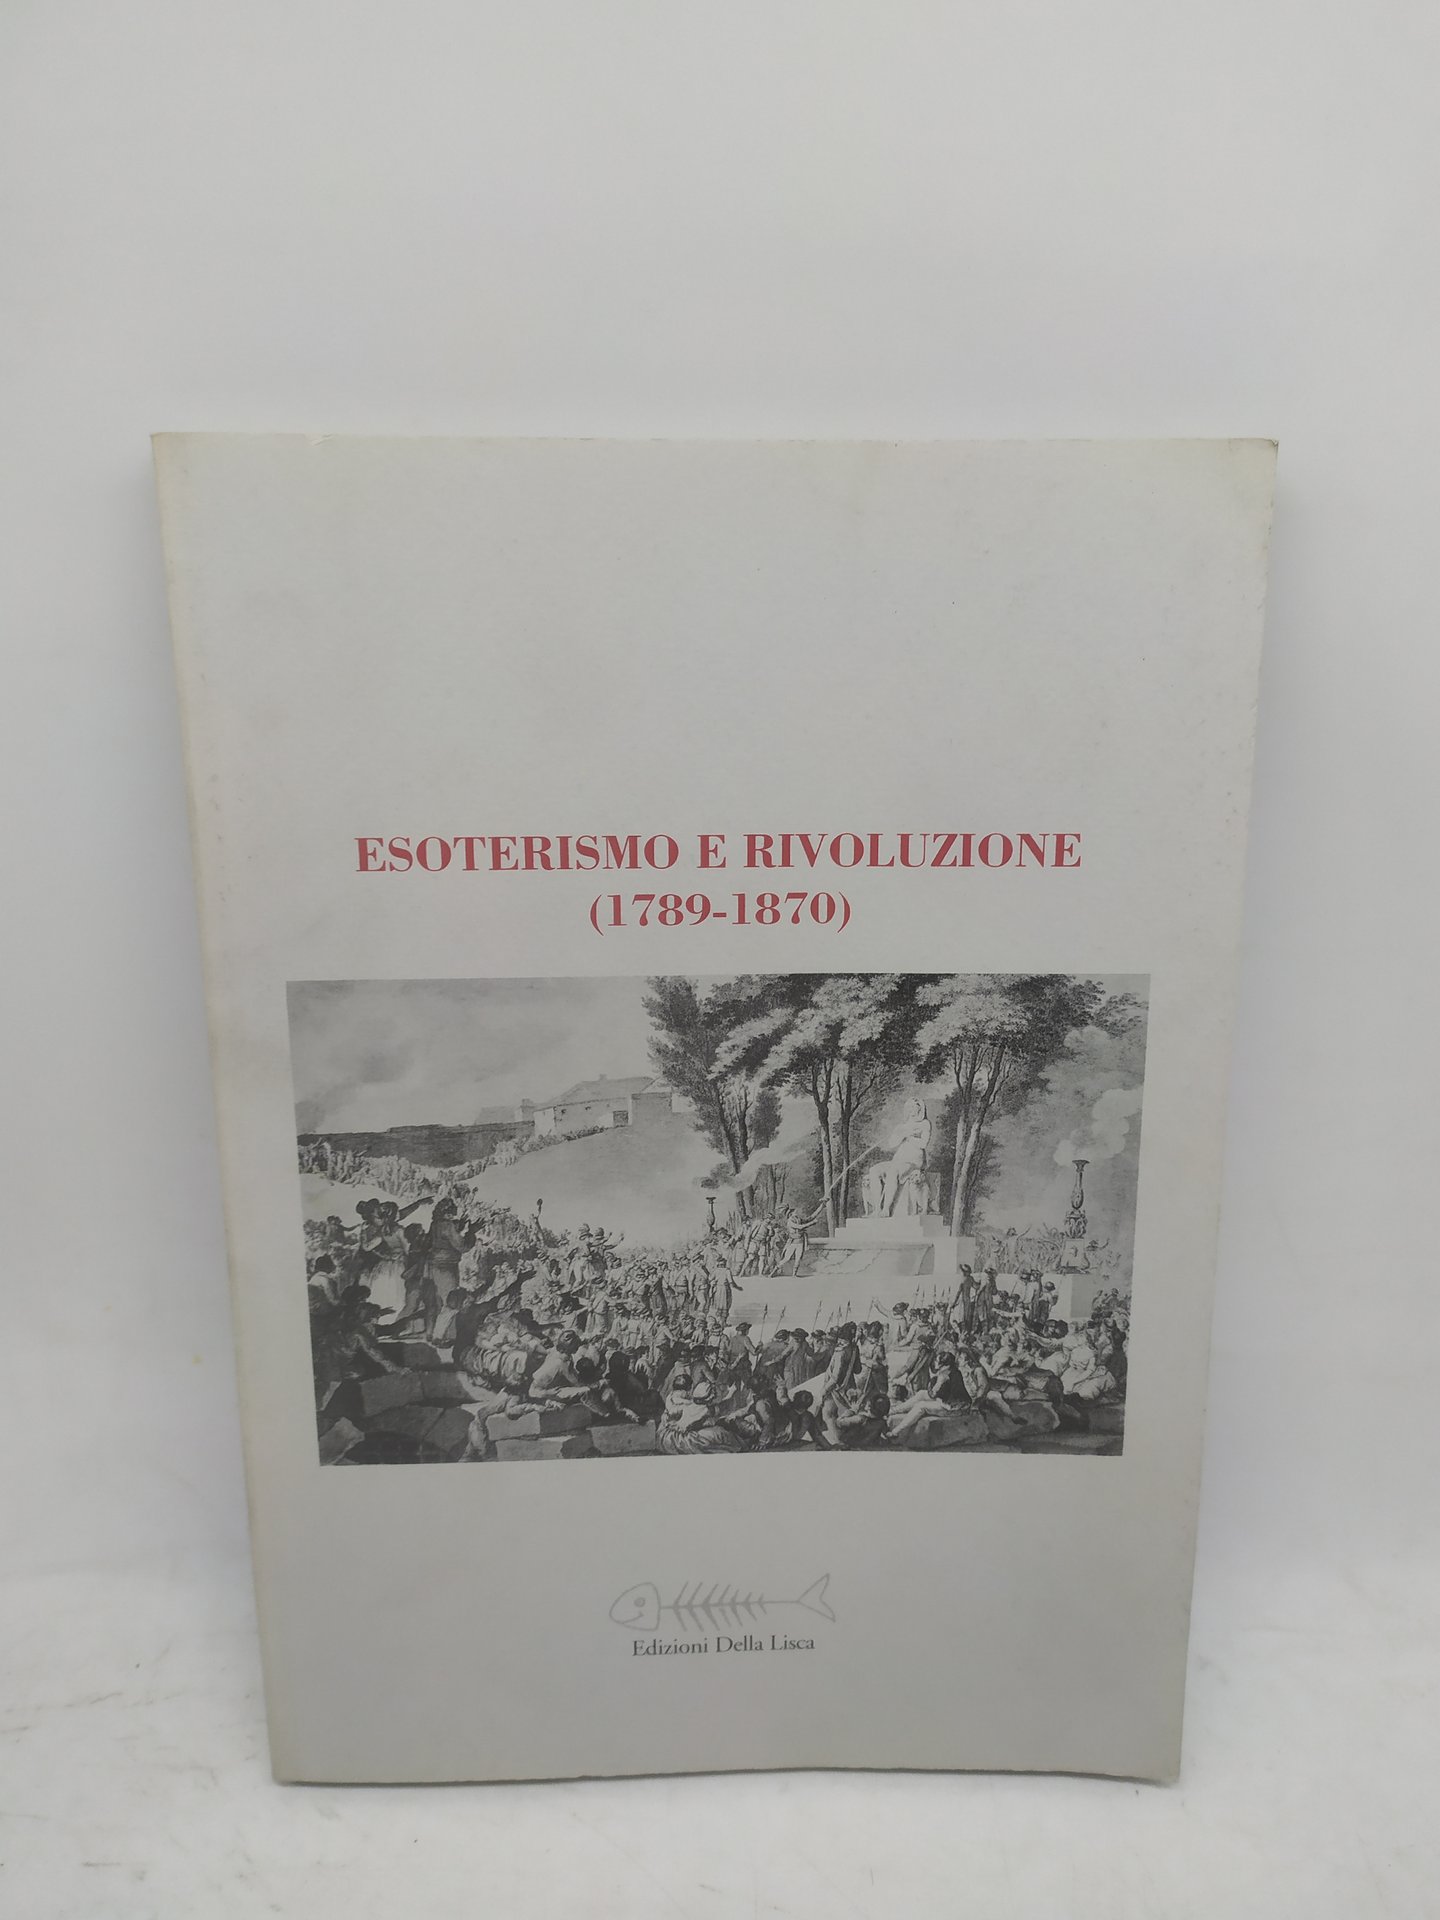 ESOTERISMO E RIVOLUZIONE
(1789-1870)
Edizioni Della Lisca